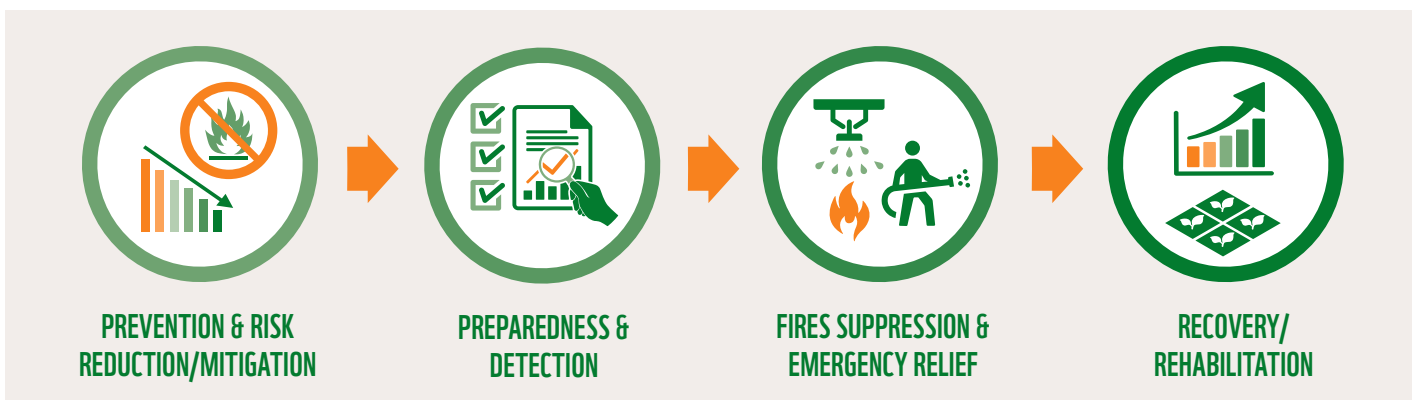 PREVENTION & RISK
REDUCTION/MITIGATION
PREPAREDNESS &
DETECTION
FIRES SUPPRESSION &
EMERGENCY RELIEF
RECOVERY/
REHABILITATION